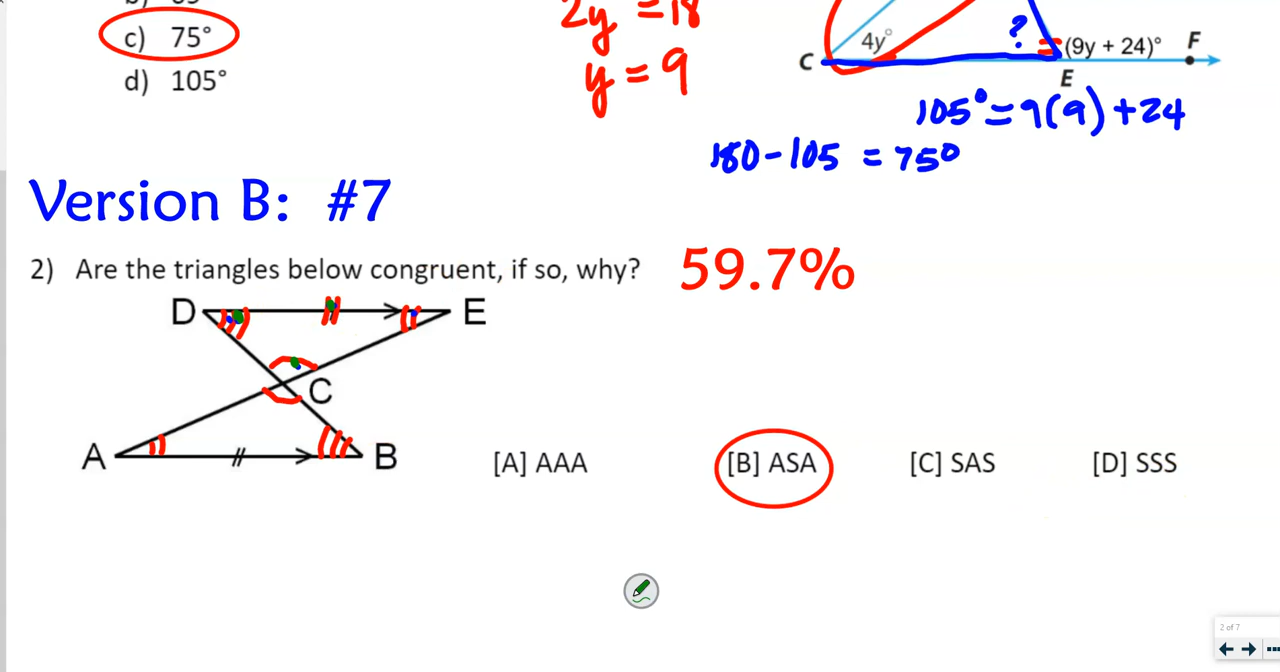 c) 75°
d) 105°
2y = 18
y = 9
4y°
?
(9y + 24)°
F
C
E
105° = 9(9) + 24
180 - 105 = 75°
Version B: #7
2) Are the triangles below congruent, if so, why?
59.7%
D
E
C
A
B
[A] AAA
[B] ASA
[C] SAS
[D] SSS
2 of 7